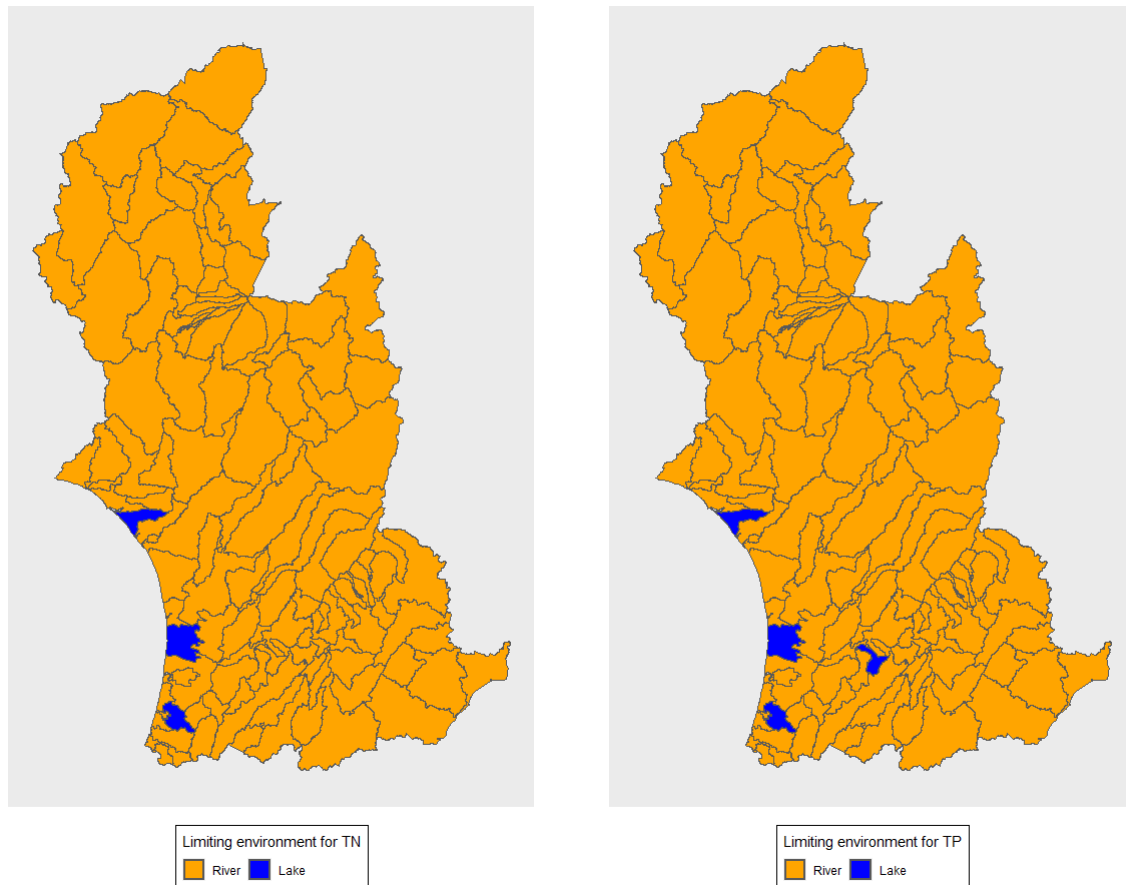 Limiting environment for TN
River Lake
Limiting environment for TP
River Lake